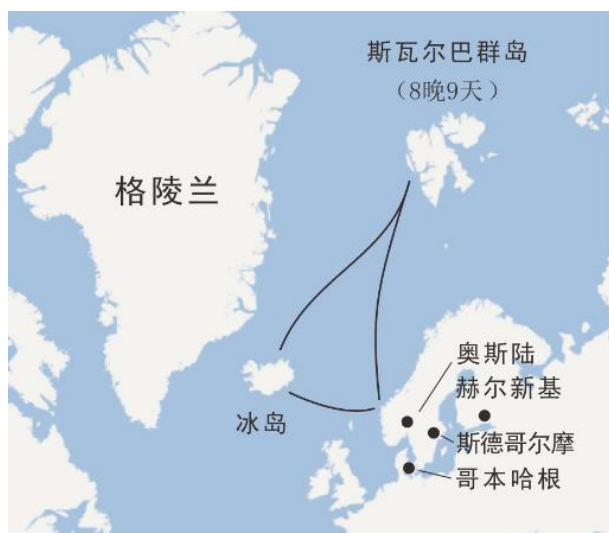 斯瓦尔巴群岛
（8晚9天）
格陵兰
奥斯陆
赫尔新基
冰岛
斯德哥尔摩
哥本哈根